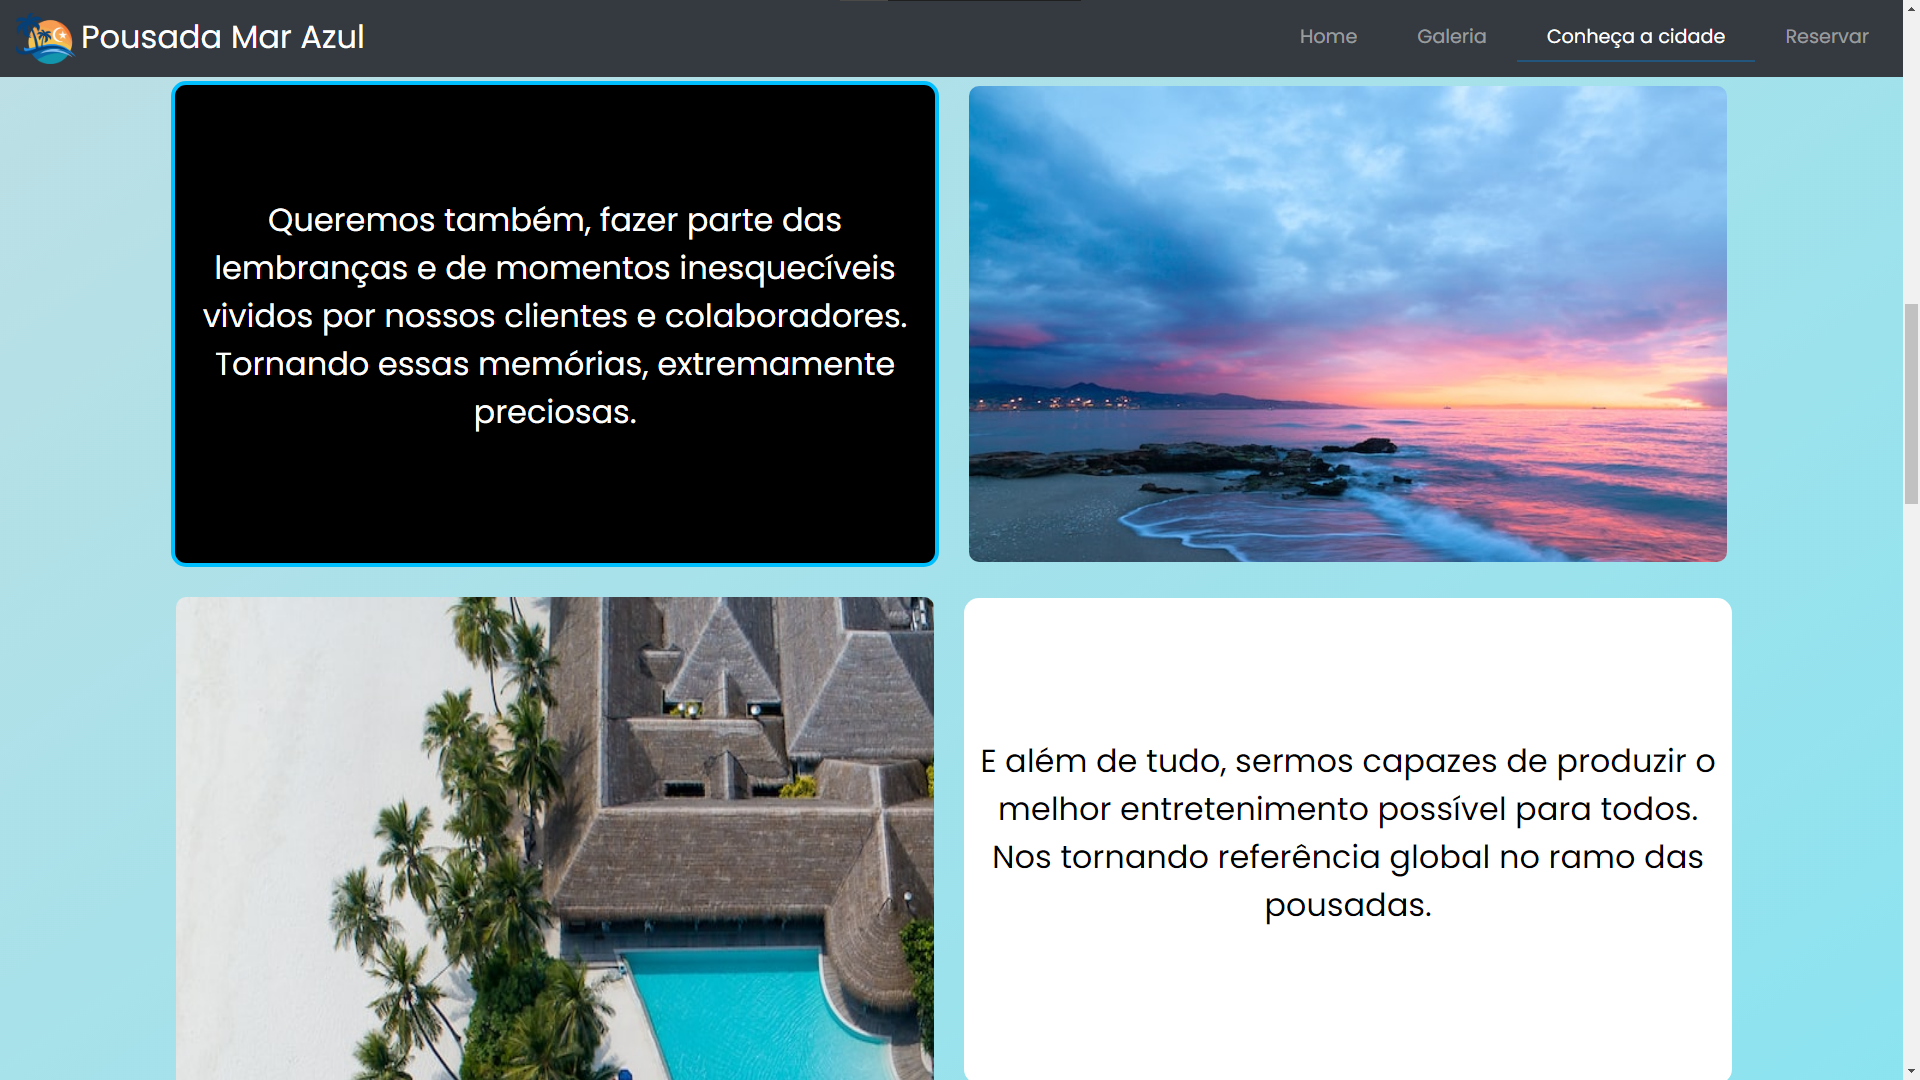 Pousada Mar Azul
Home
Galeria
Conheça a cidade
Reservar
Queremos também, fazer parte das
lembranças e de momentos inesquecíveis
vividos por nossos clientes e colaboradores.
Tornando essas memórias, extremamente
preciosas.
E além de tudo, sermos capazes de produzir o
melhor entretenimento possível para todos.
Nos tornando referência global no ramo das
pousadas.